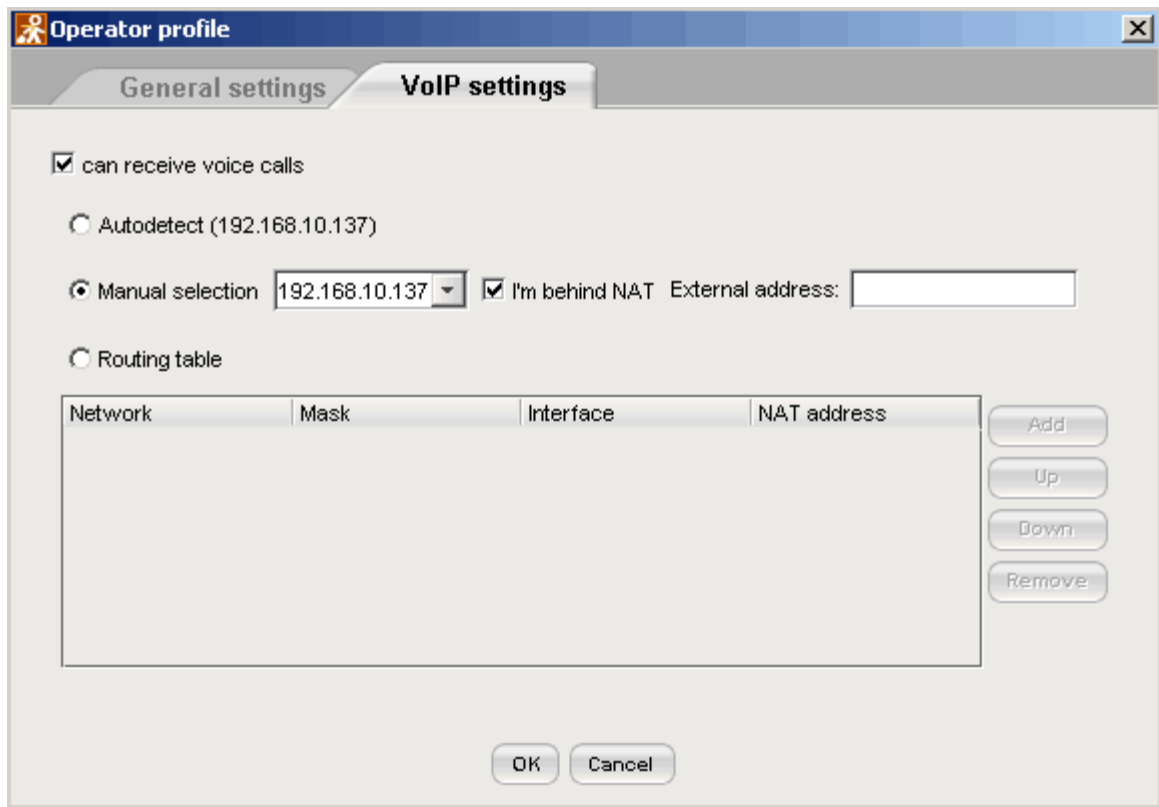 Operator profile
General settings VoIP settings
can receive voice calls
Autodetect (192.168.10.137)
Manual selection 192.168.10.137 I'm behind NAT External address:
Routing table
Network Mask Interface NAT address
Add
Up
Down
Remove
OK Cancel